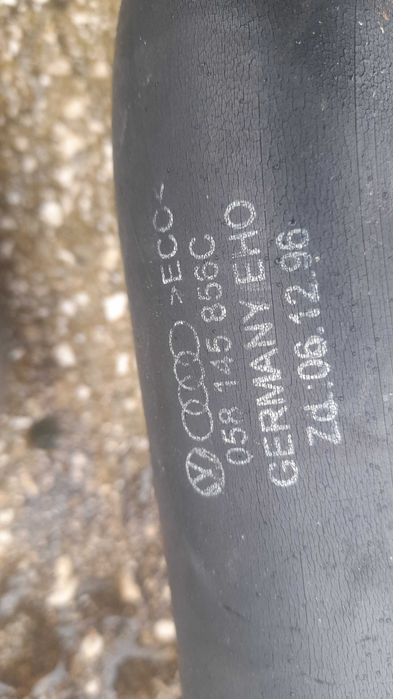 >ECC<
058 145 856C
GERMANY EHO
Zd.:06.12.96